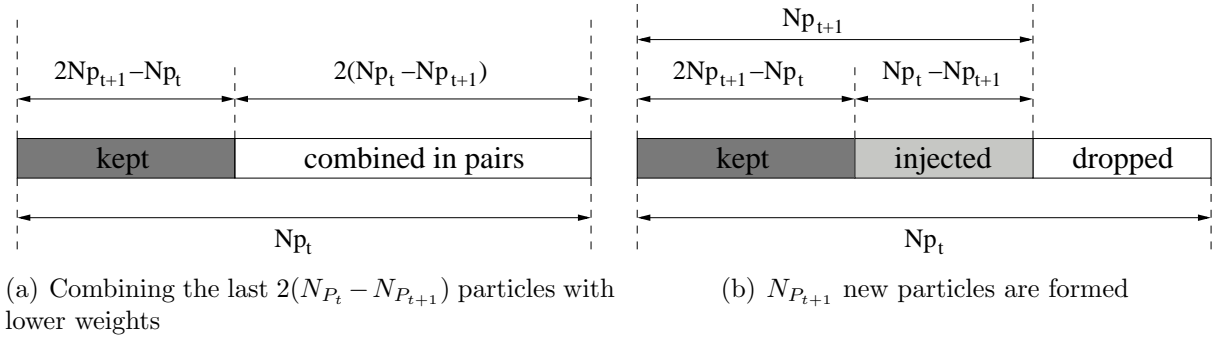 2Np_{t+1} – Np_t
2(Np_t – Np_{t+1})
kept
combined in pairs
Np_t
(a) Combining the last 2(N_{P_t} − N_{P_{t+1}}) particles with
lower weights
Np_{t+1}
2Np_{t+1} – Np_t
Np_t – Np_{t+1}
kept
injected
dropped
Np_t
(b) N_{P_{t+1}} new particles are formed